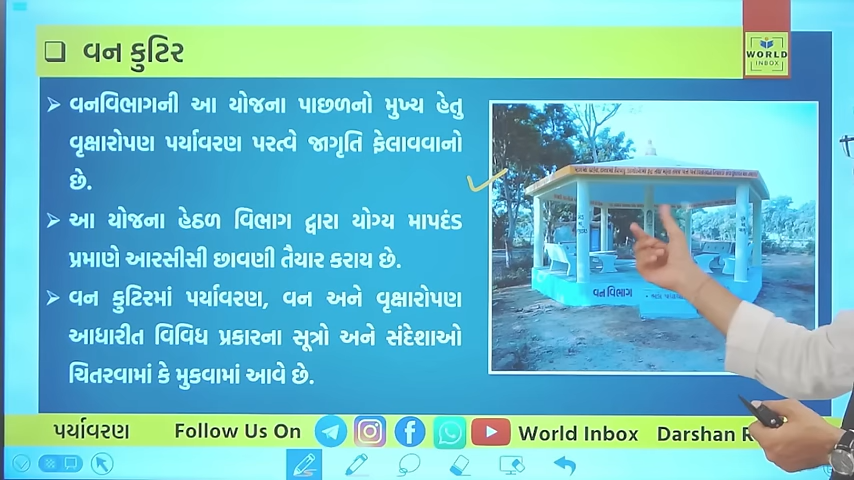 વન કુટિર
WORLD
INBOX
વનવિભાગની આ યોજના પાછળનો મુખ્ય હેતુ
વૃક્ષારોપણ પર્યાવરણ પરત્વે જાગૃતિ ફેલાવવાનો
છે.
આ યોજના હેઠળ વિભાગ દ્વારા યોગ્ય માપદંડ
પ્રમાણે આરસીસી છાવણી તૈયાર કરાય છે.
વન કુટિરમાં પર્યાવરણ, વન અને વૃક્ષારોપણ
આધારીત વિવિધ પ્રકારના સૂત્રો અને સંદેશાઓ
ચિતરવામાં કે મુકવામાં આવે છે.
વન વિભાગ
પર્યાવરણ Follow Us On World Inbox Darshan